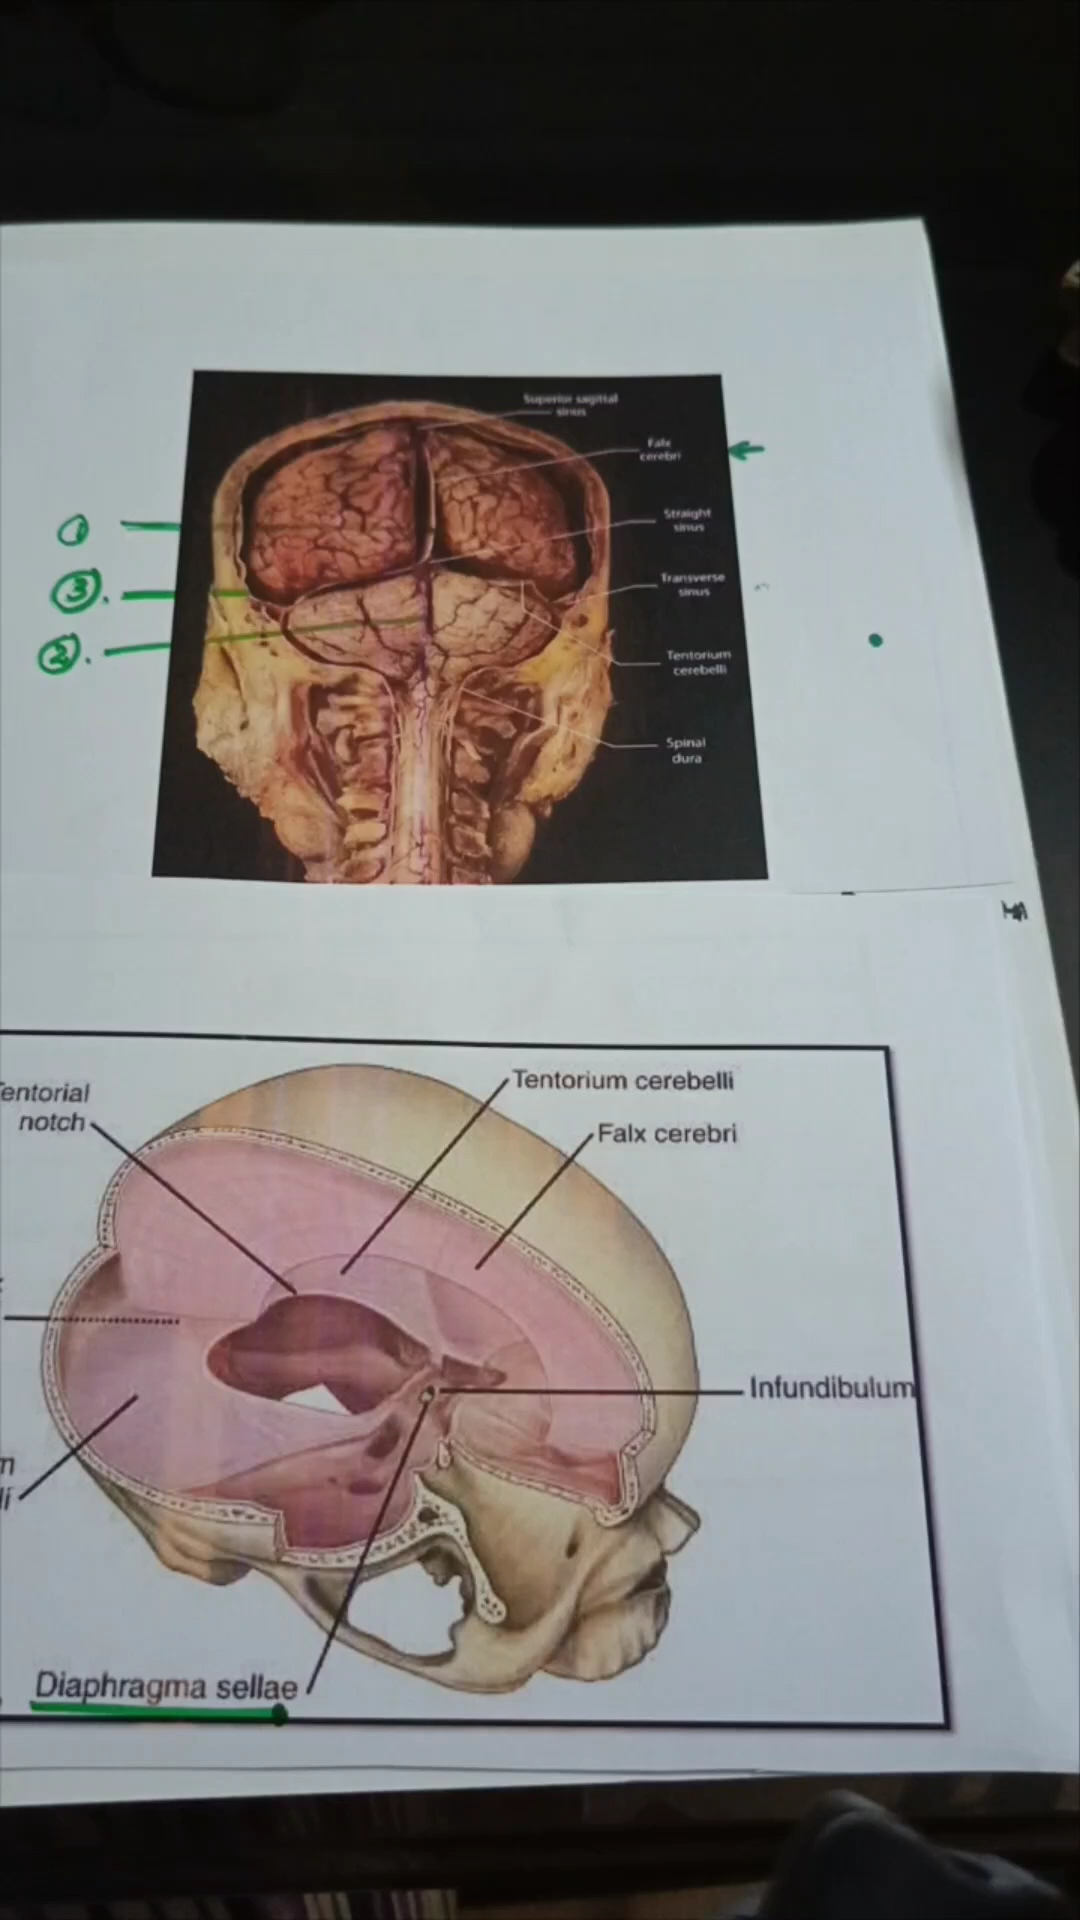 Superior sagittal
sinus
Falx
cerebri
①
Straight
sinus
③.
Transverse
sinus
②.
Tentorium
cerebelli
Spinal
dura
Tentorium cerebelli
entorial
notch
Falx cerebri
Infundibulum
Diaphragma sellae